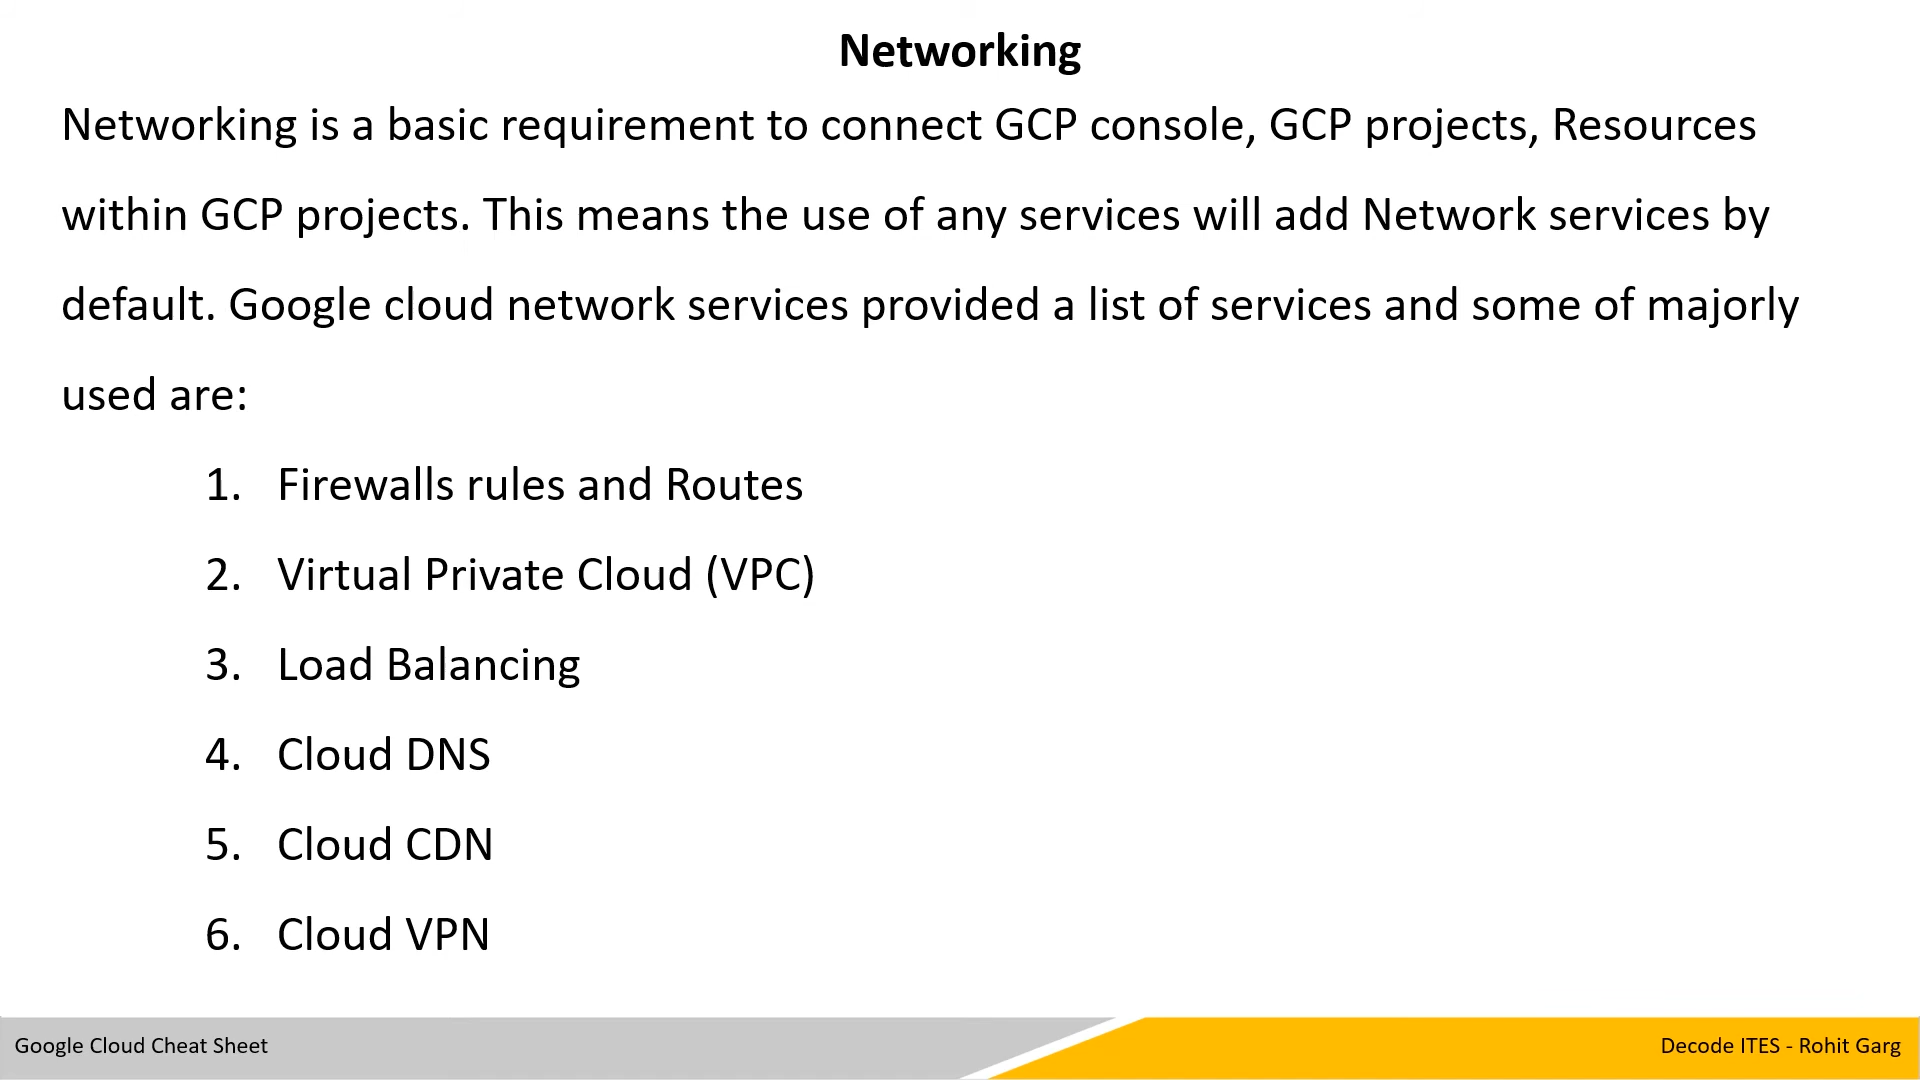 Networking
Networking is a basic requirement to connect GCP console, GCP projects, Resources
within GCP projects. This means the use of any services will add Network services by
default. Google cloud network services provided a list of services and some of majorly
used are:
1. Firewalls rules and Routes
2. Virtual Private Cloud (VPC)
3. Load Balancing
4. Cloud DNS
5. Cloud CDN
6. Cloud VPN
Google Cloud Cheat Sheet
Decode ITES - Rohit Garg